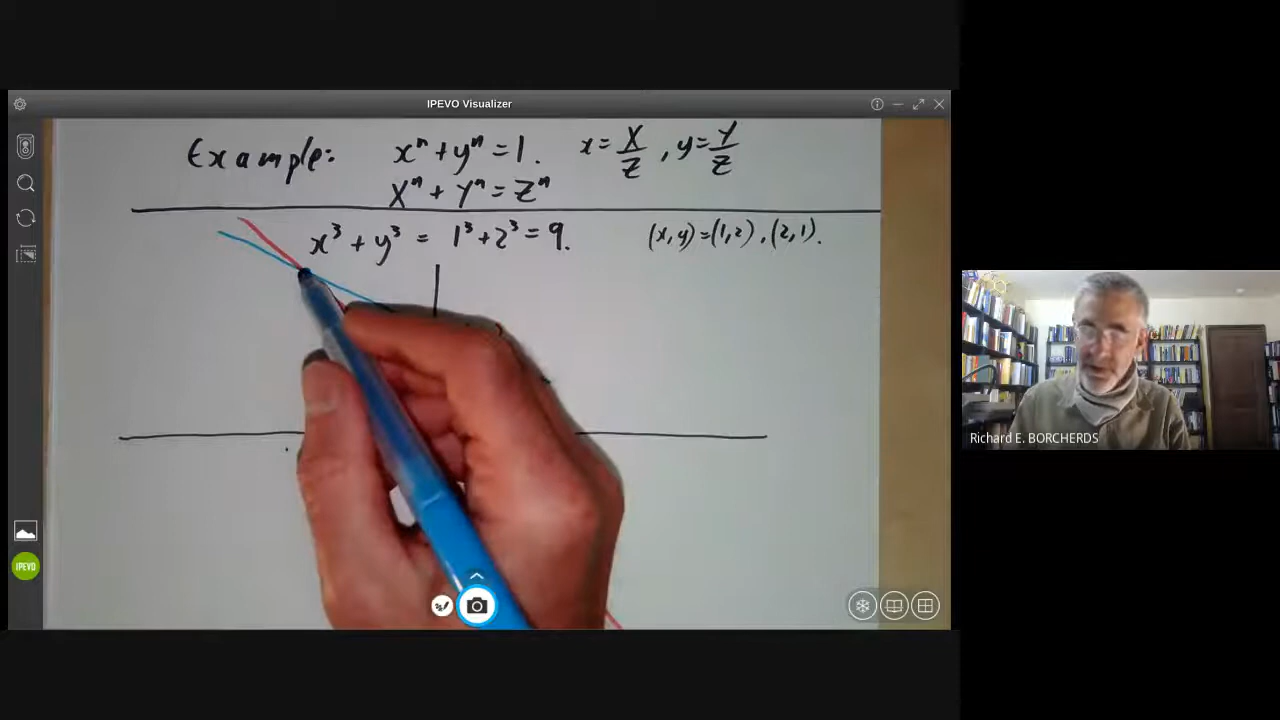 IPEVO Visualizer
Example: xⁿ + yⁿ = 1. x = X/Z , y = Y/Z
Xⁿ + Yⁿ = Zⁿ
x³ + y³ = 1³ + 2³ = 9. (x, y) = (1, 2) , (2, 1).
Richard E. BORCHERDS
IPEVO